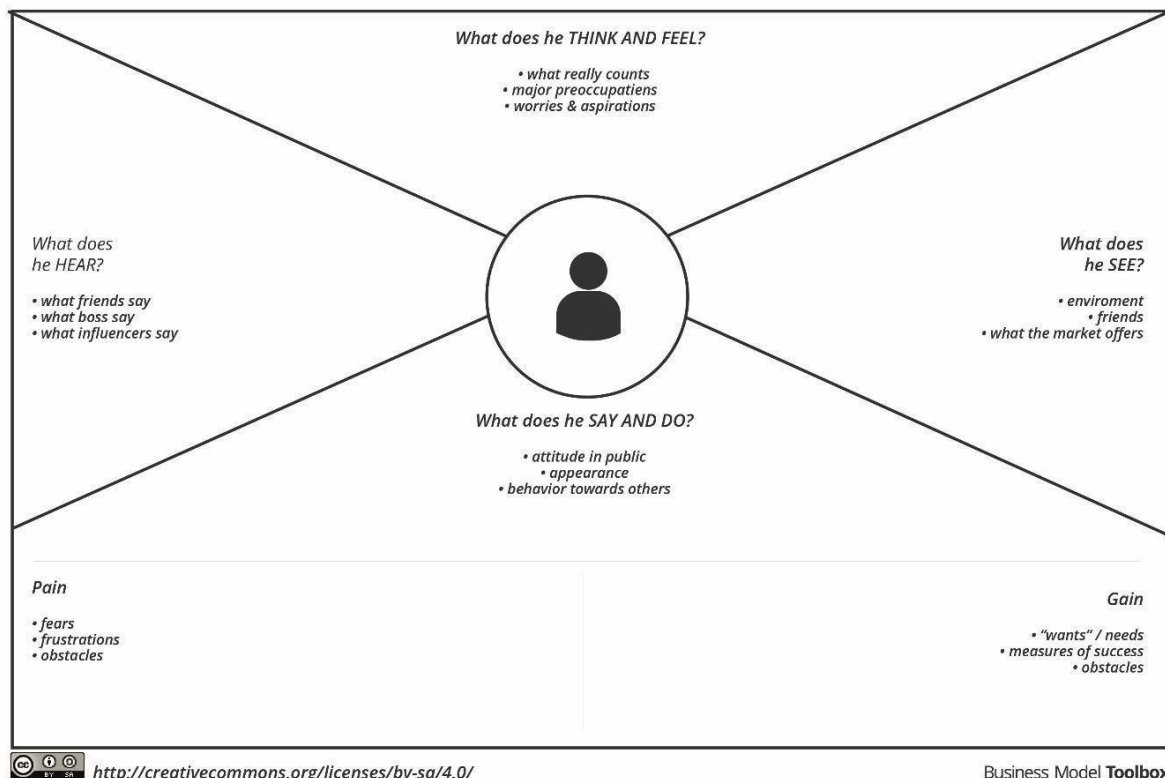 What does he THINK AND FEEL?
• what really counts
• major preoccupatiens
• worries & aspirations
What does
he HEAR?
• what friends say
• what boss say
• what influencers say
What does
he SEE?
• enviroment
• friends
• what the market offers
What does he SAY AND DO?
• attitude in public
• appearance
• behavior towards others
Pain
• fears
• frustrations
• obstacles
Gain
• "wants" / needs
• measures of success
• obstacles
cc BY SA
http://creativecommons.org/licenses/by-sa/4.0/
Business Model Toolbox